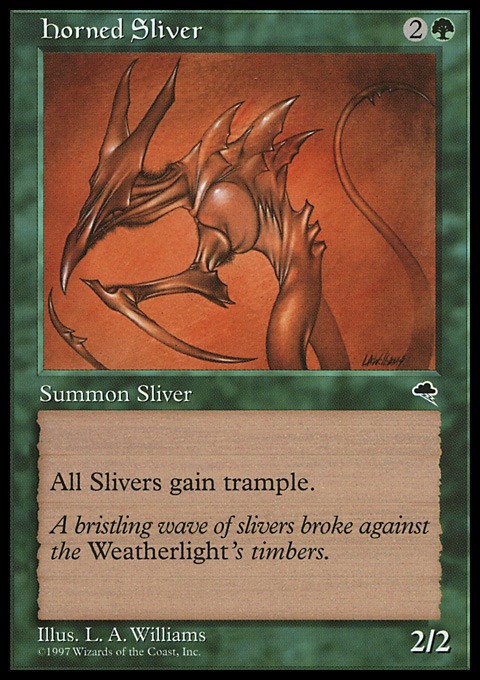 Horned Sliver 2
Summon Sliver
All Slivers gain trample.
A bristling wave of slivers broke against
the Weatherlight's timbers.
Illus. L. A. Williams
©1997 Wizards of the Coast, Inc.
2/2